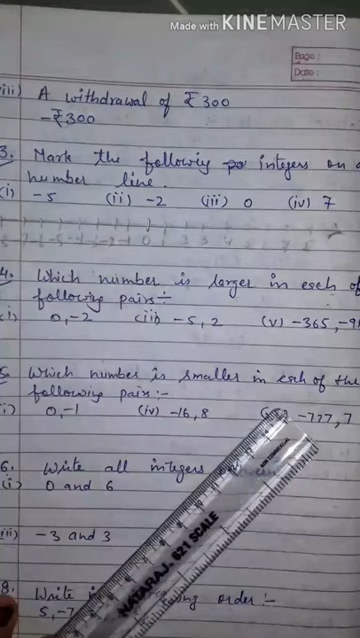 Made with KINEMASTER
Page:
Date:
iii) A withdrawal of ₹300
-₹300
3. Mark the following integers on a
number line.
(i) -5 (ii) -2 (iii) 0 (iv) 7
4. Which number is larger in each of
following pairs:-
(i) 0, -2 (iii) -5, 2 (v) -365, -9
5. Which number is smaller in each of the
following pairs:-
(i) 0, -1 (iv) -16, 8 -777, 7
6. Write all integers
(i) 0 and 6
(iii) -3 and 3
8. Write order :-
5, -7
NATARAJ 621 SCALE